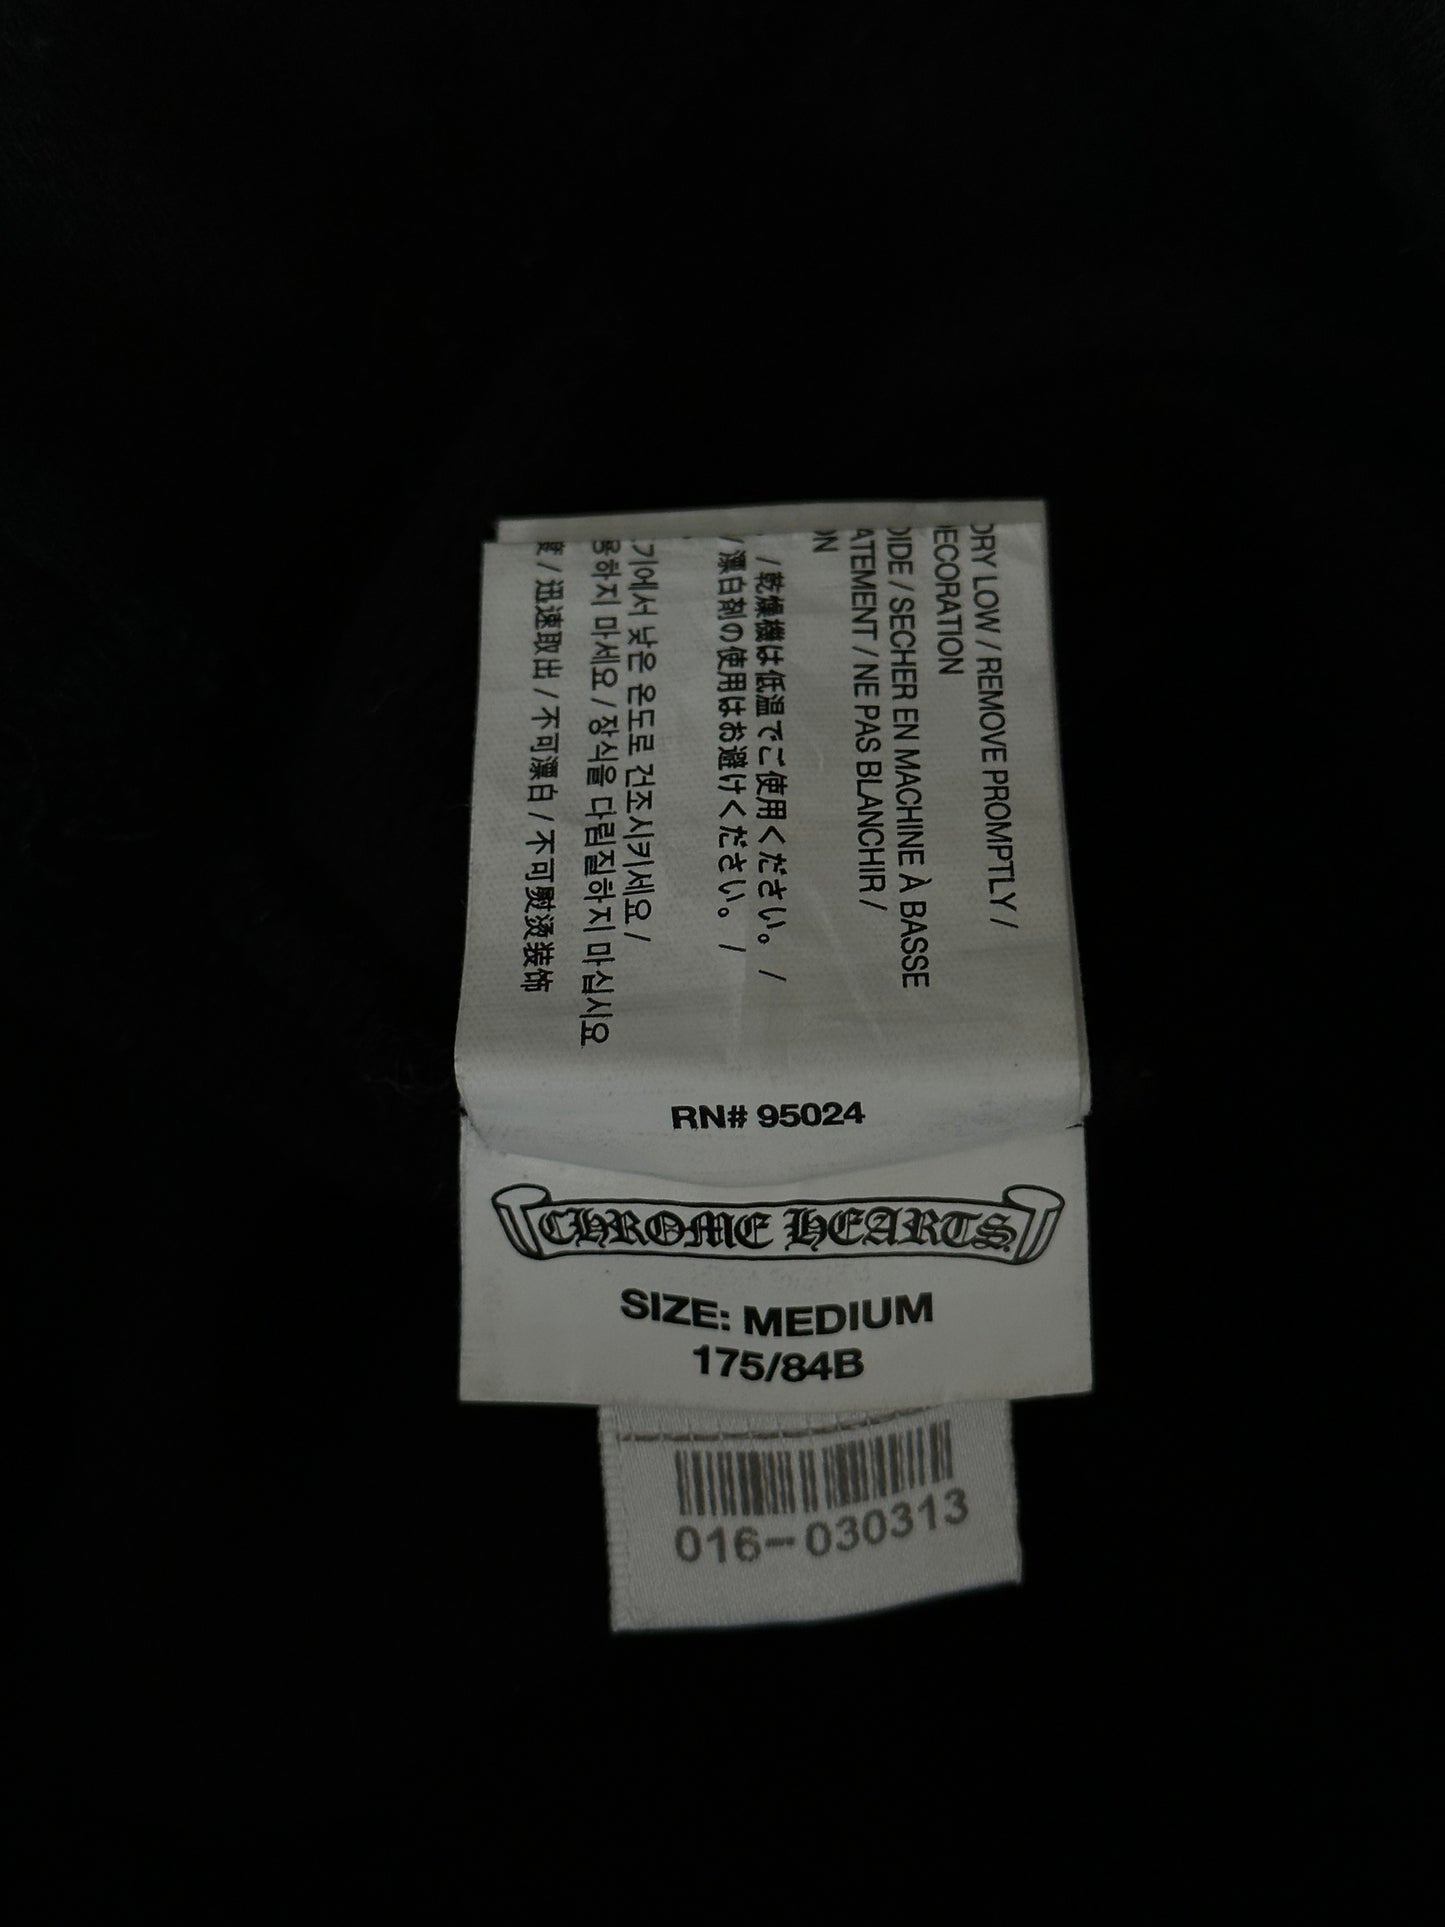 DRY LOW / REMOVE PROMPTLY /
DECORATION
OIDE / SECHER EN MACHINE À BASSE
ATEMENT / NE PAS BLANCHIR /
ON
/ 乾燥機は低温でご使用ください。 /
/ 漂白剤の使用はお避けください。 /
기에서 낮은 온도로 건조시키세요 /
용하지 마세요 / 장식을 다림질하지 마십시요
/ 迅速取出 / 不可漂白 / 不可熨烫装饰
RN# 95024
CHROME HEARTS
SIZE: MEDIUM
175/84B
016-030313